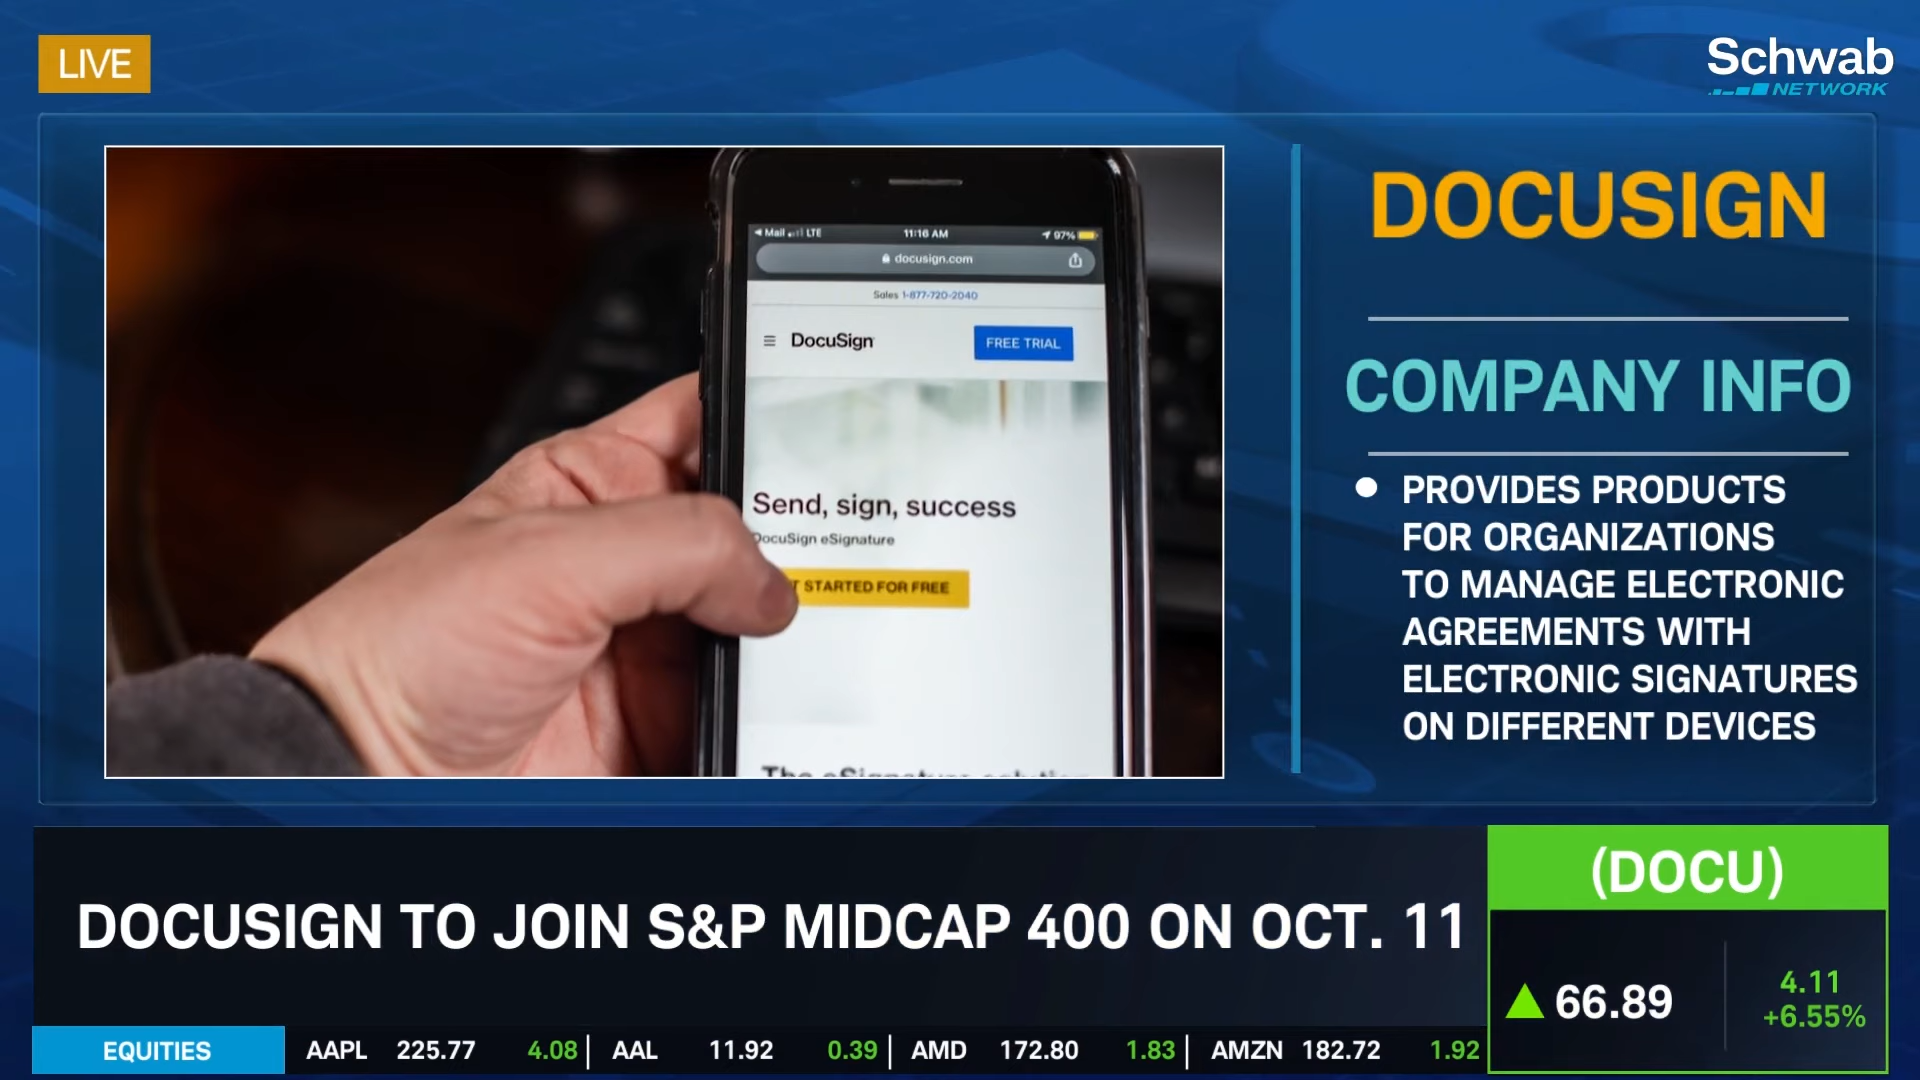 LIVE
Schwab
NETWORK
Mail LTE 11:16 AM 97%
docusign.com
Sales 1-877-720-2040
DocuSign FREE TRIAL
Send, sign, success
DocuSign eSignature
STARTED FOR FREE
The eSignature
DOCUSIGN
COMPANY INFO
PROVIDES PRODUCTS
FOR ORGANIZATIONS
TO MANAGE ELECTRONIC
AGREEMENTS WITH
ELECTRONIC SIGNATURES
ON DIFFERENT DEVICES
DOCUSIGN TO JOIN S&P MIDCAP 400 ON OCT. 11
(DOCU)
66.89
4.11
+6.55%
EQUITIES AAPL 225.77 4.08 AAL 11.92 0.39 AMD 172.80 1.83 AMZN 182.72 1.92